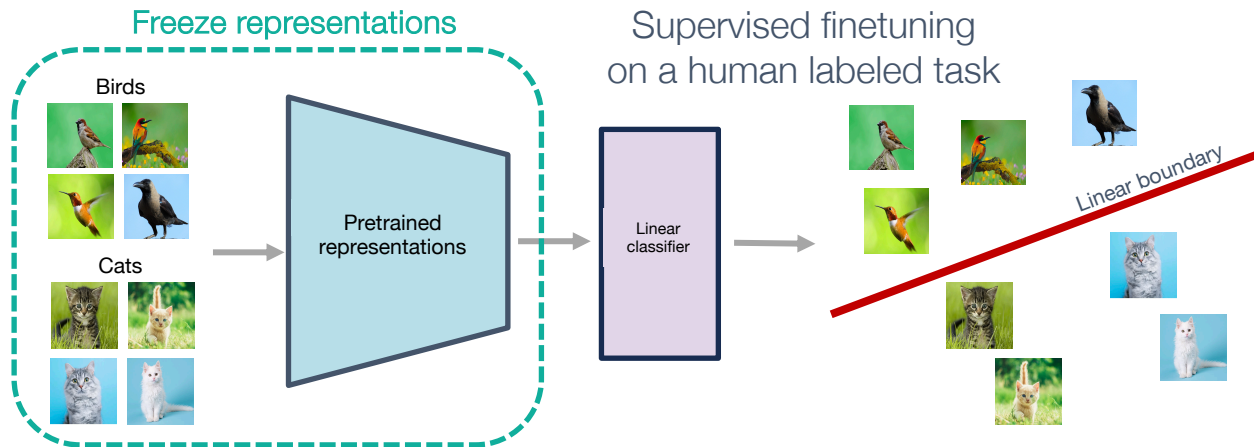 Freeze representations
Supervised finetuning
on a human labeled task
Birds
Cats
Pretrained
representations
Linear
classifier
Linear boundary